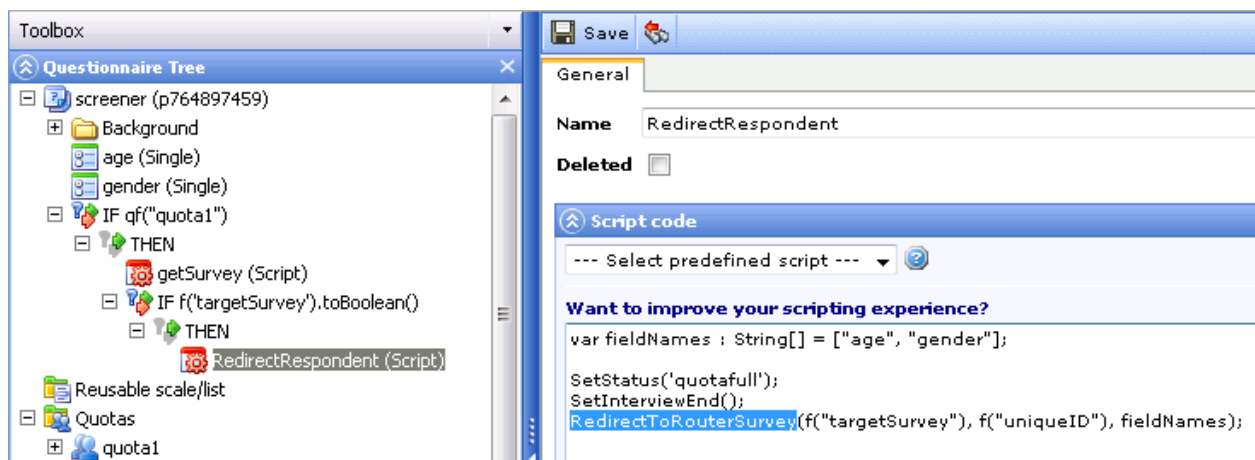 Toolbox
Questionnaire Tree
screener (p764897459)
Background
age (Single)
gender (Single)
IF qf("quota1")
THEN
getSurvey (Script)
IF f('targetSurvey').toBoolean()
THEN
RedirectRespondent (Script)
Reusable scale/list
Quotas
quota1
Save
General
Name RedirectRespondent
Deleted
Script code
--- Select predefined script ---
Want to improve your scripting experience?
var fieldNames : String[] = ["age", "gender"];
SetStatus('quotafull');
SetInterviewEnd();
RedirectToRouterSurvey(f("targetSurvey"), f("uniqueID"), fieldNames);